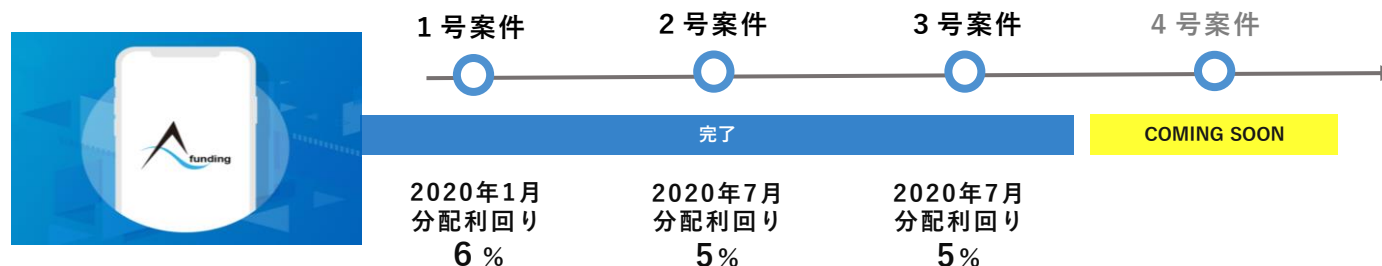 1号案件
2号案件
3号案件
4号案件
funding
完了
COMING SOON
2020年1月
分配利回り
6 %
2020年7月
分配利回り
5%
2020年7月
分配利回り
5%